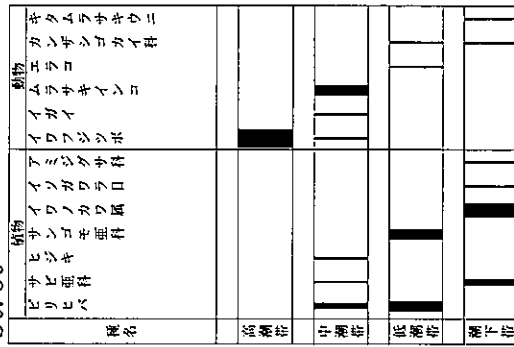 植物
動物
種名
ピリヒバ
サビ亜科
ヒジキ
サンゴモ亜科
イワノカワ属
イソガワラ目
アミジグサ科
イワフジツボ
イガイ
ムラサキインコ
エラコ
カンザシゴカイ科
キタムラサキウニ
高潮帯
中潮帯
低潮帯
潮下帯